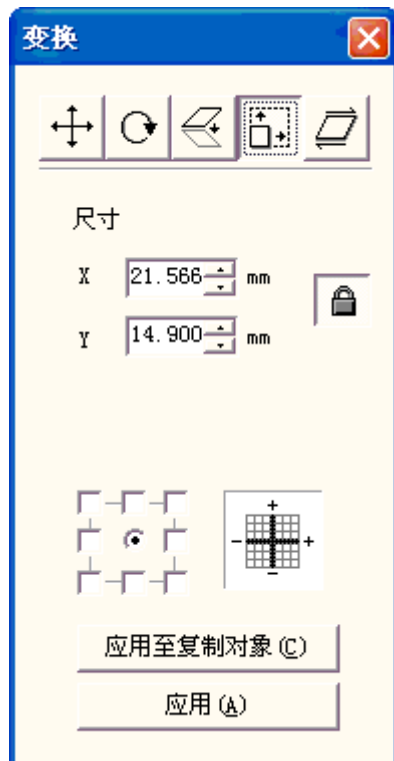 变换
尺寸
X 21.566 mm
Y 14.900 mm
+
- +
-
应用至复制对象(C)
应用(A)